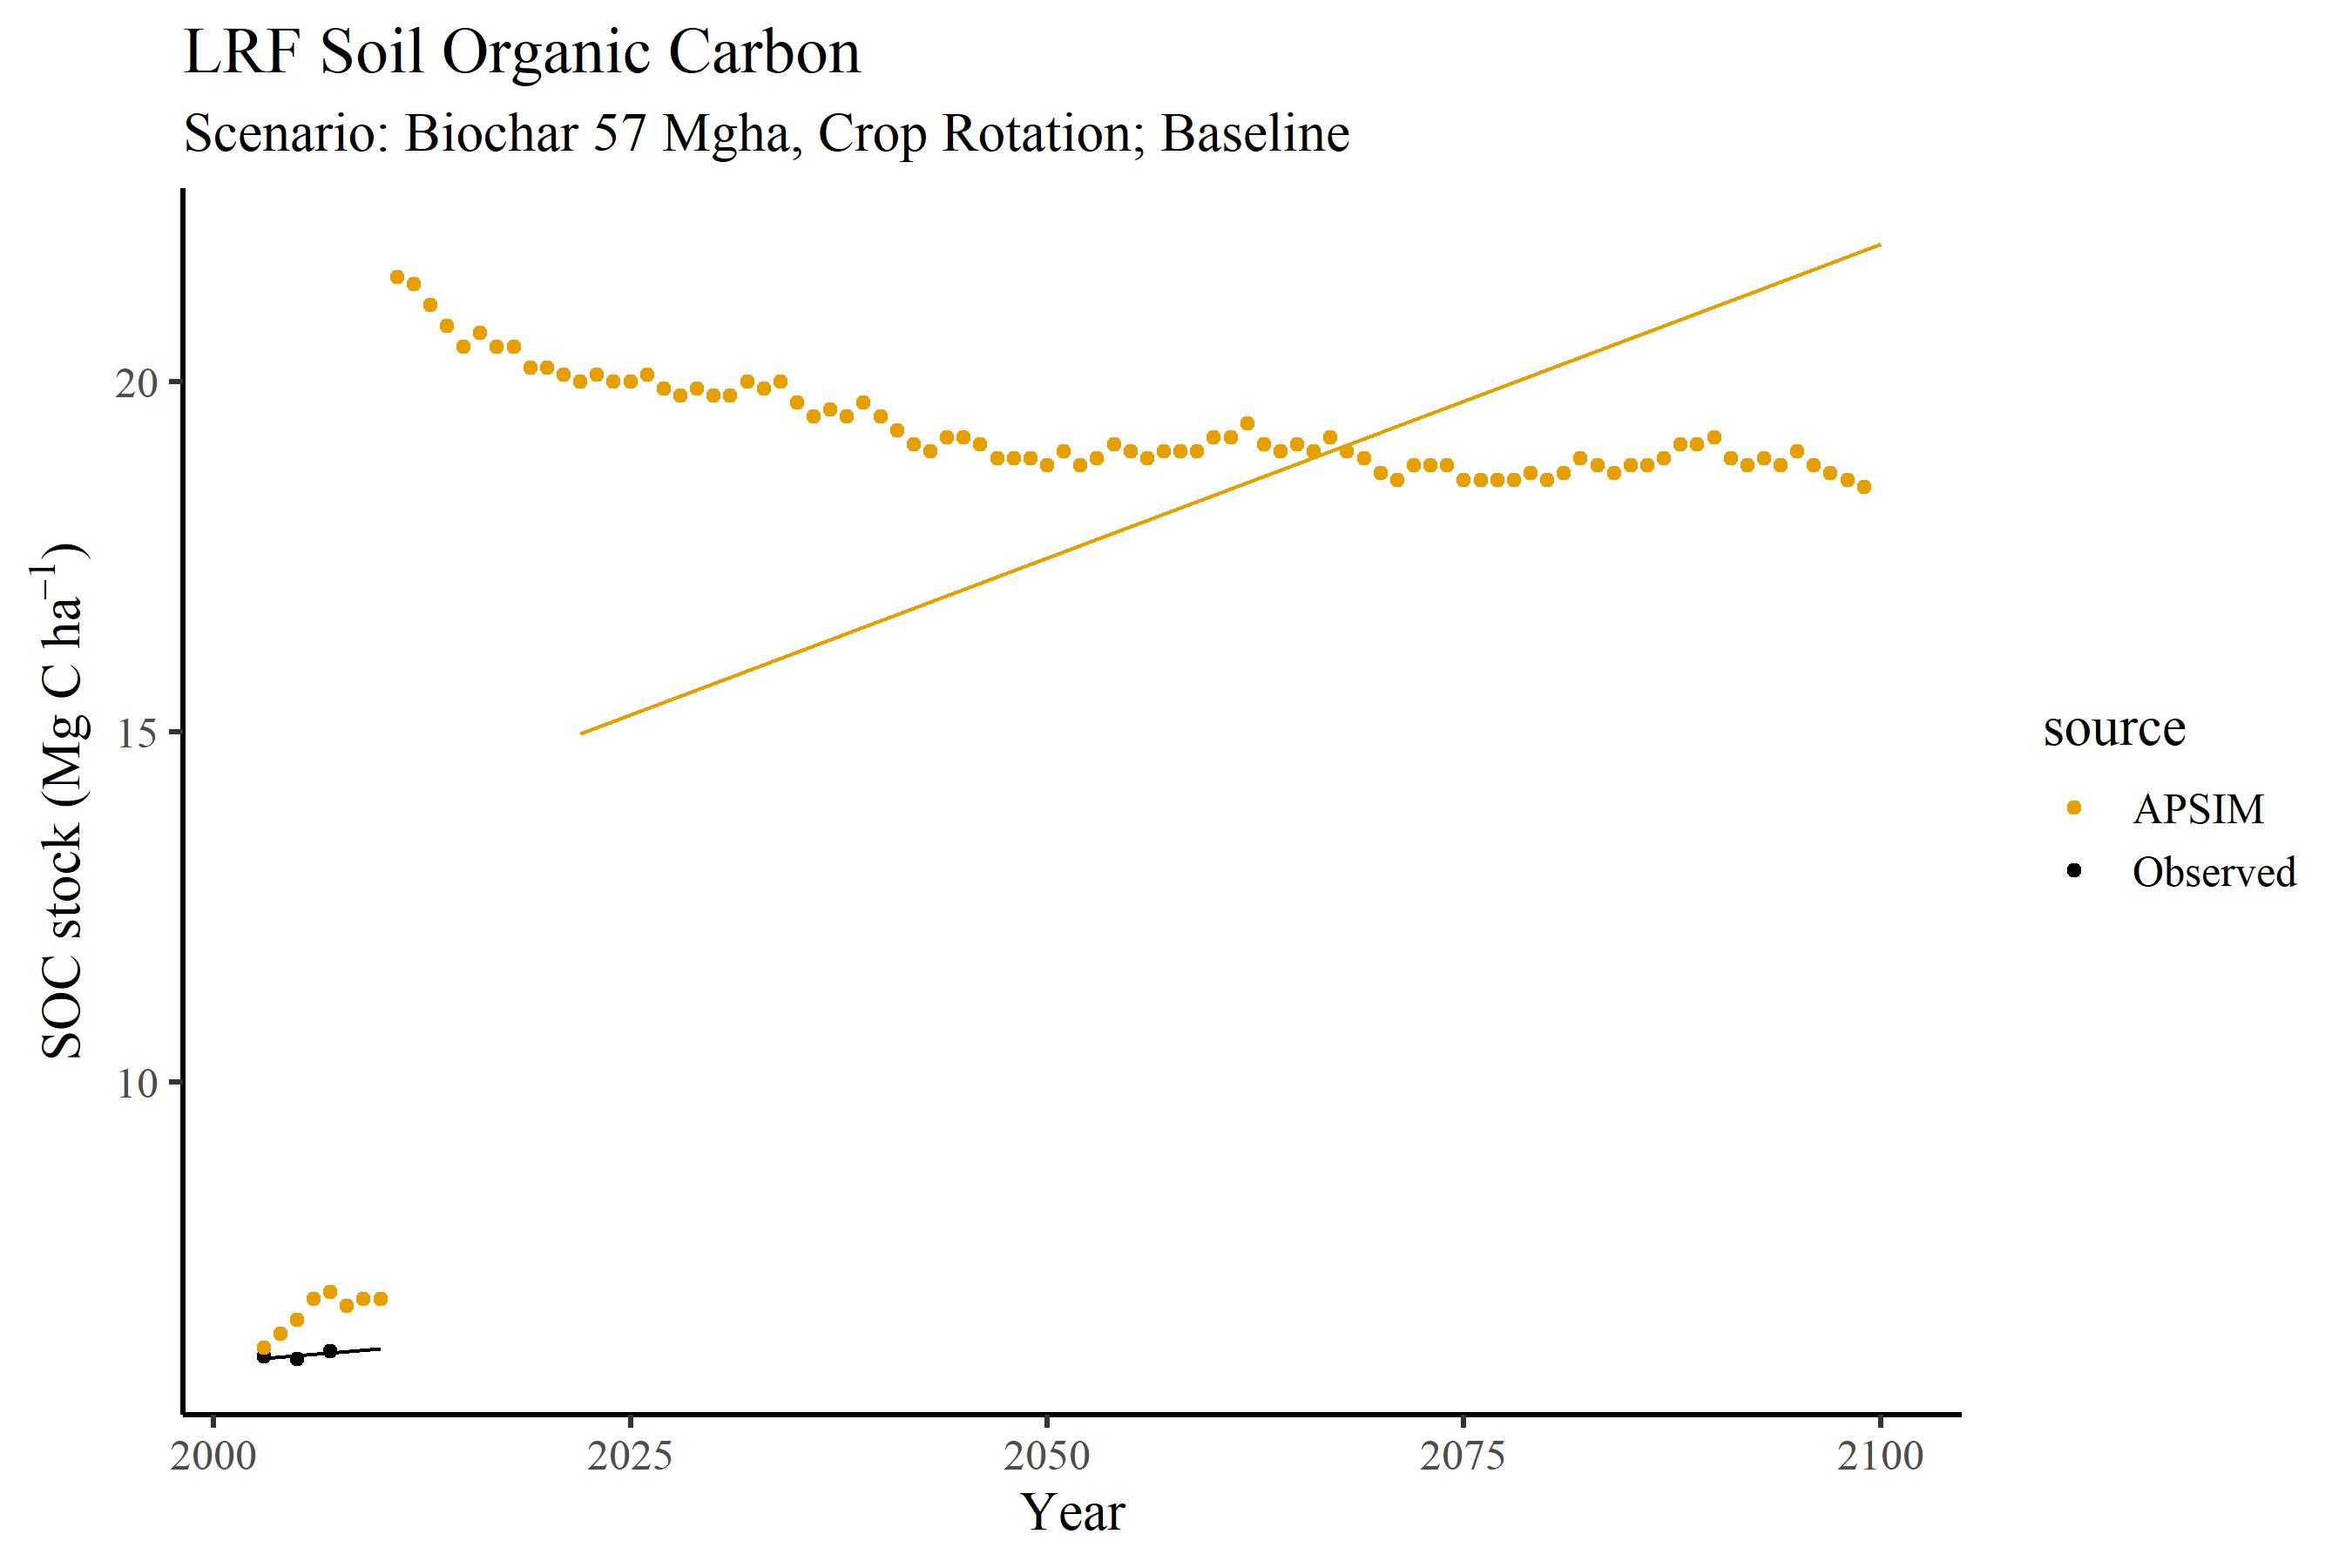 LRF Soil Organic Carbon
Scenario: Biochar 57 Mgha, Crop Rotation; Baseline
SOC stock (Mg C ha⁻¹)
20
15
10
2000 2025 2050 2075 2100
Year
source
APSIM
Observed